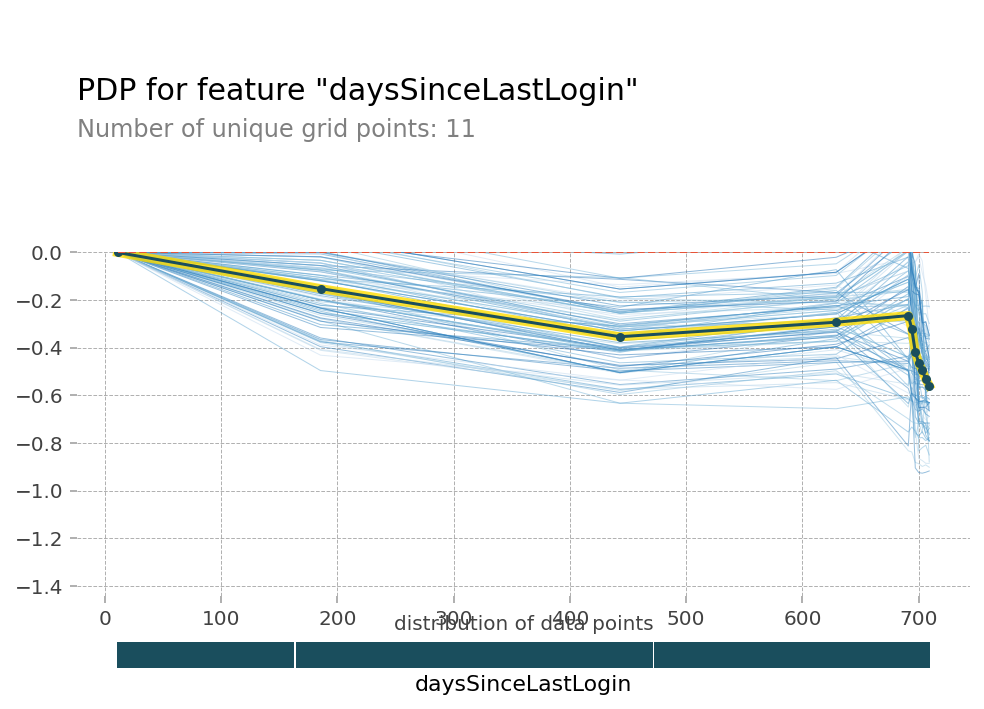 PDP for feature "daysSinceLastLogin"
Number of unique grid points: 11
0.0
−0.2
−0.4
−0.6
−0.8
−1.0
−1.2
−1.4
0 100 200 300 400 500 600 700
distribution of data points
daysSinceLastLogin